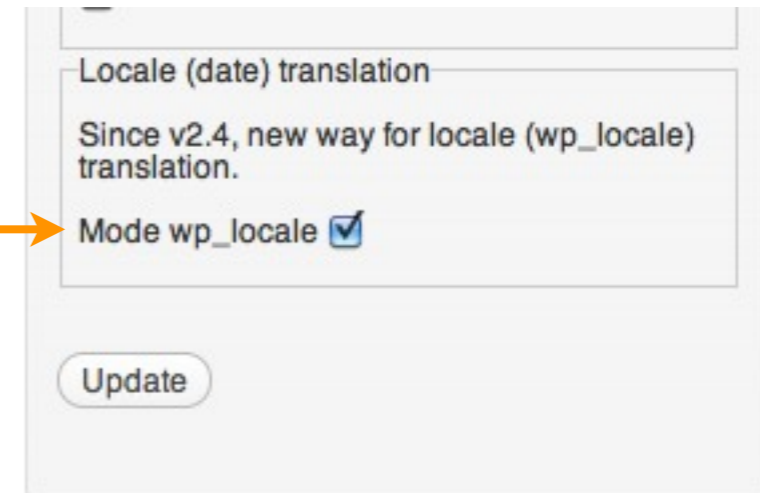 Locale (date) translation
Since v2.4, new way for locale (wp_locale)
translation.
Mode wp_locale
Update